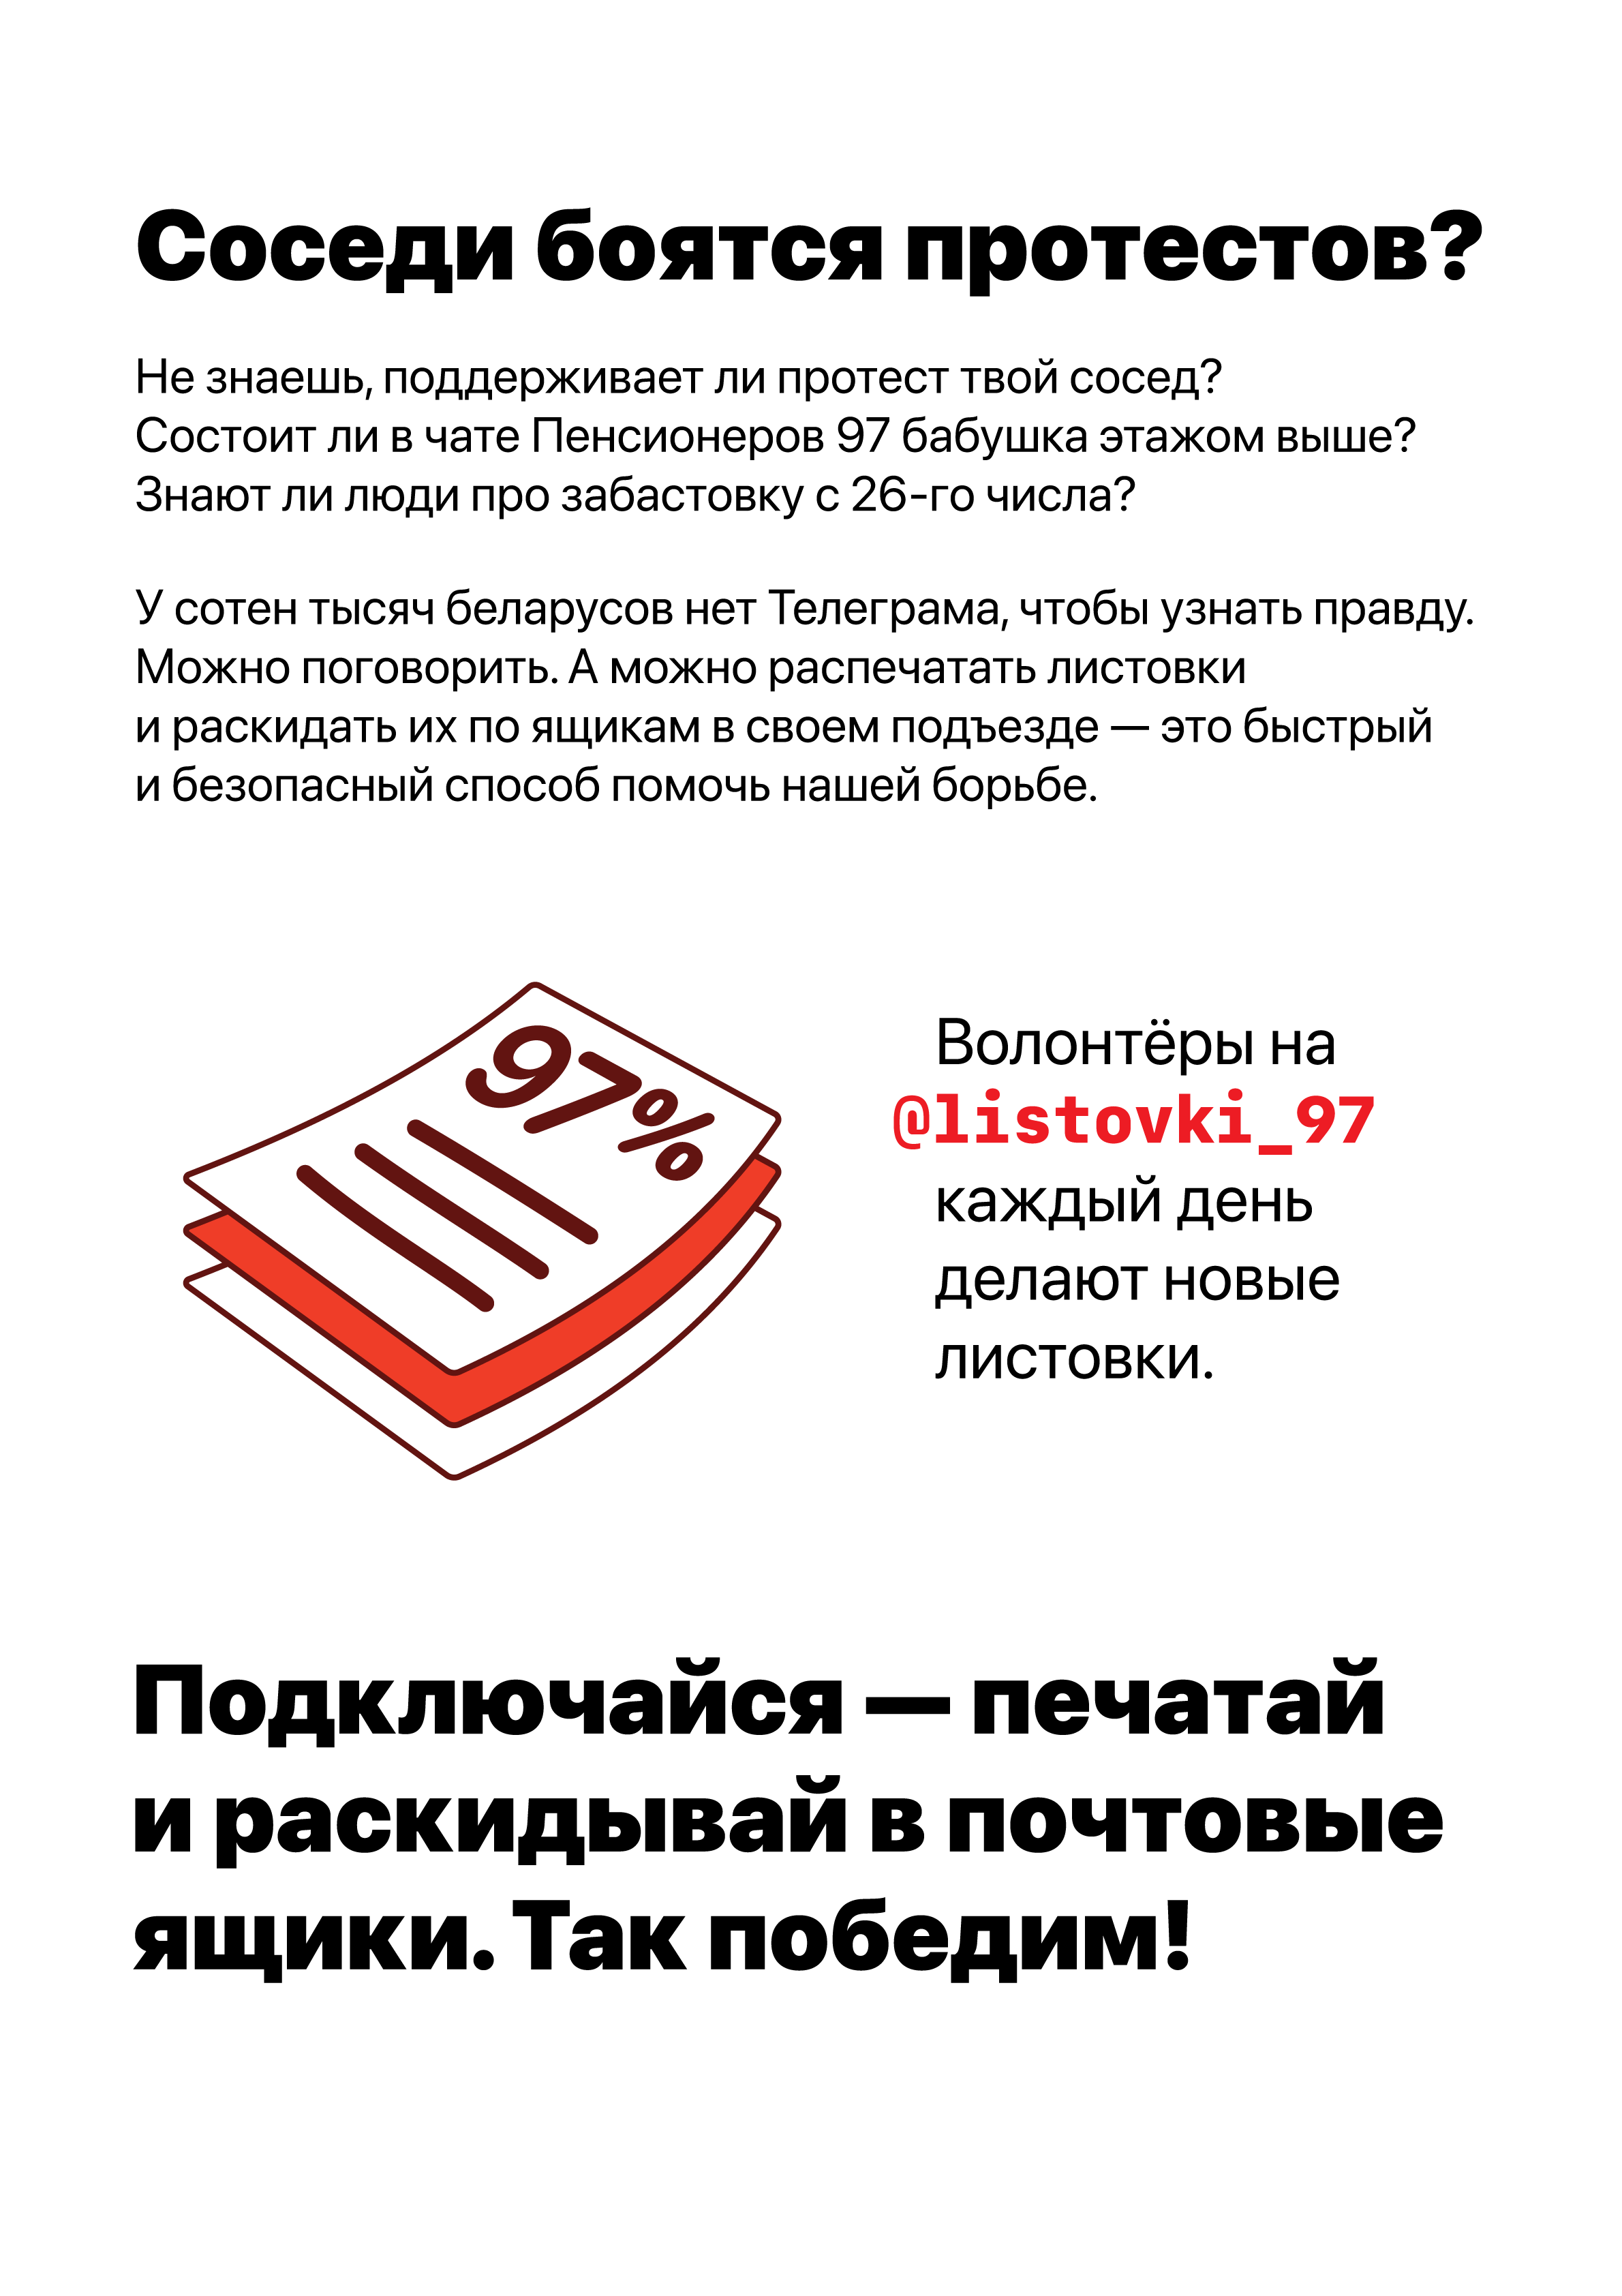 Соседи боятся протестов?
Не знаешь, поддерживает ли протест твой сосед?
Состоит ли в чате Пенсионеров 97 бабушка этажом выше?
Знают ли люди про забастовку с 26-го числа?
У сотен тысяч беларусов нет Телеграма, чтобы узнать правду.
Можно поговорить. А можно распечатать листовки
и раскидать их по ящикам в своем подъезде — это быстрый
и безопасный способ помочь нашей борьбе.
97%
Волонтёры на
@listovki_97
каждый день
делают новые
листовки.
Подключайся — печатай
и раскидывай в почтовые
ящики. Так победим!